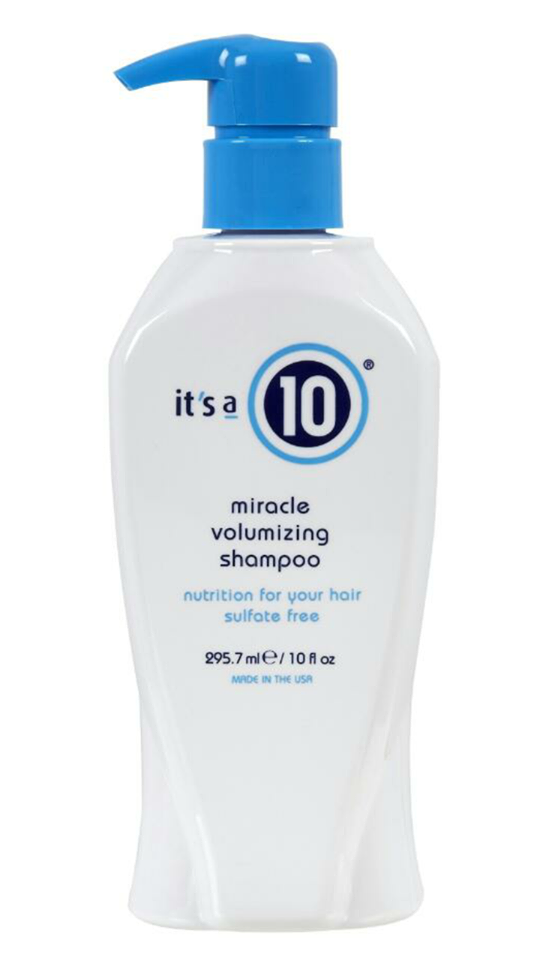 it's a 10®
miracle
volumizing
shampoo
nutrition for your hair
sulfate free
295.7 ml ℮ / 10 fl oz
MADE IN THE USA